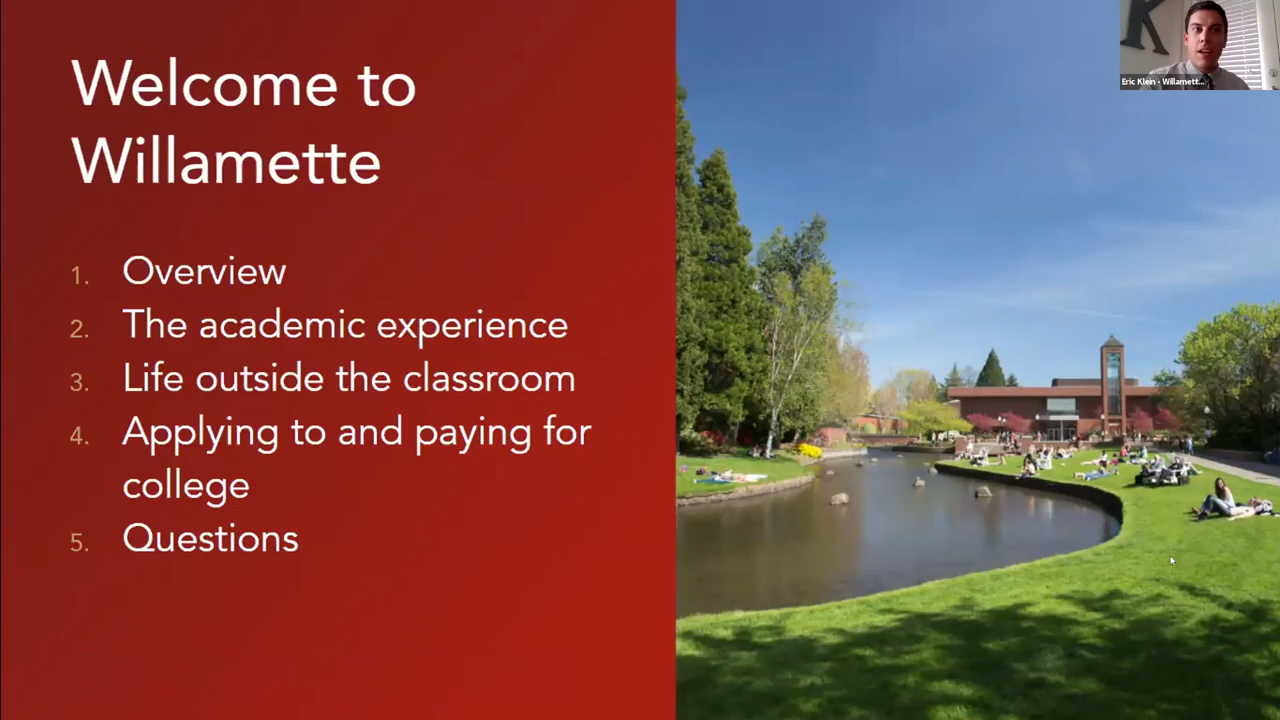 Welcome to
Willamette
1. Overview
2. The academic experience
3. Life outside the classroom
4. Applying to and paying for
college
5. Questions
K
Eric Klein - Willamett...